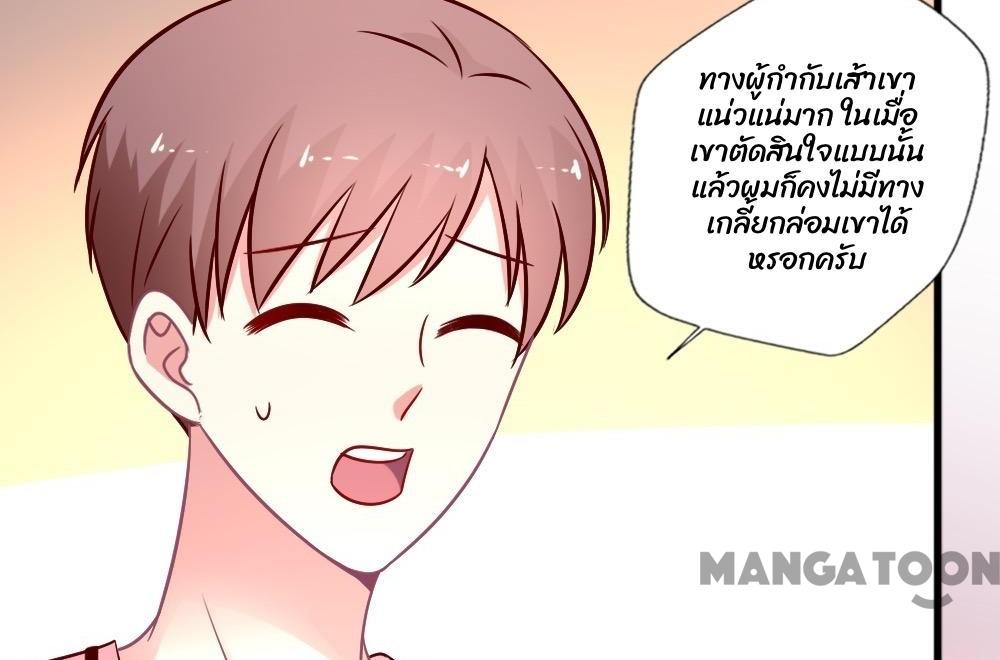 ทางผู้กำกับเส้าเขา
แน่วแน่มาก ในเมื่อ
เขาตัดสินใจแบบนั้น
แล้วผมก็คงไม่มีทาง
เกลี้ยกล่อมเขาได้
หรอกครับ
MANGATOON